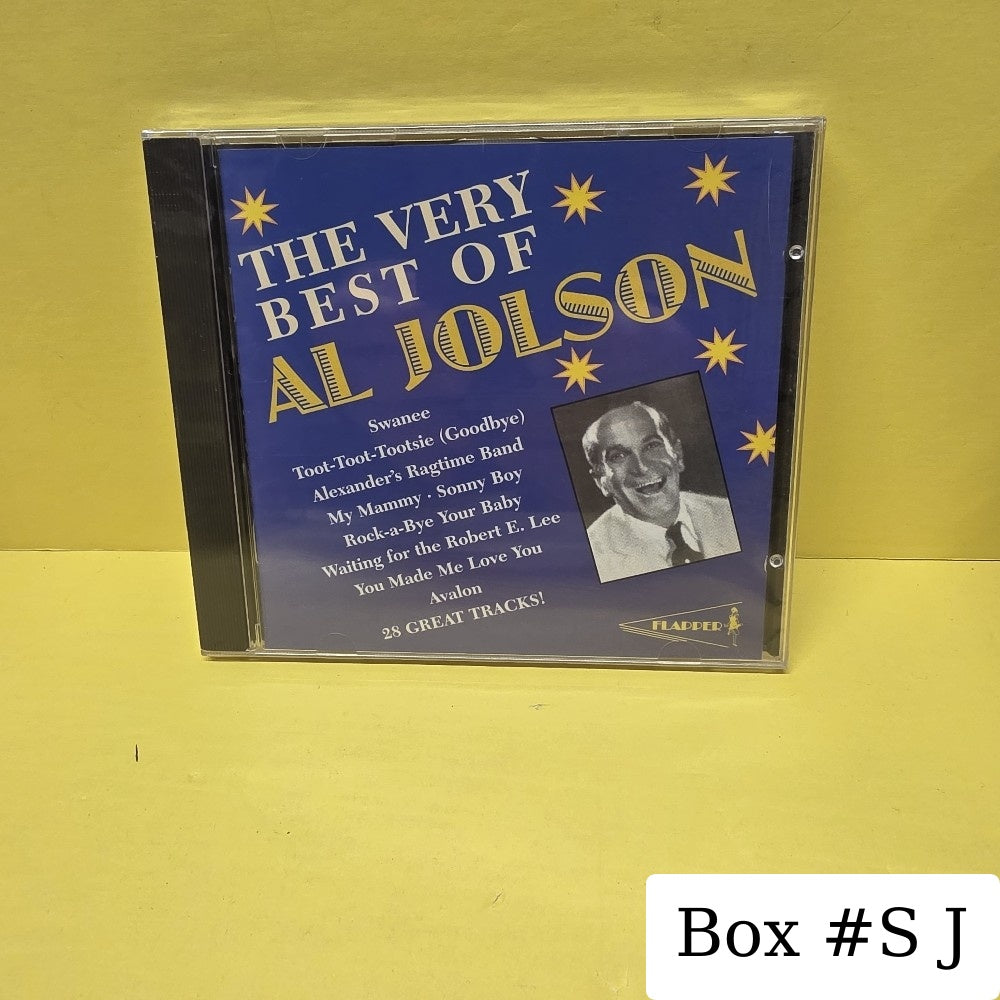 THE VERY
BEST OF
AL JOLSON
Swanee
Toot-Toot-Tootsie (Goodbye)
Alexander's Ragtime Band
My Mammy · Sonny Boy
Rock-a-Bye Your Baby
Waiting for the Robert E. Lee
You Made Me Love You
Avalon
28 GREAT TRACKS!
FLAPPER
Box #S J